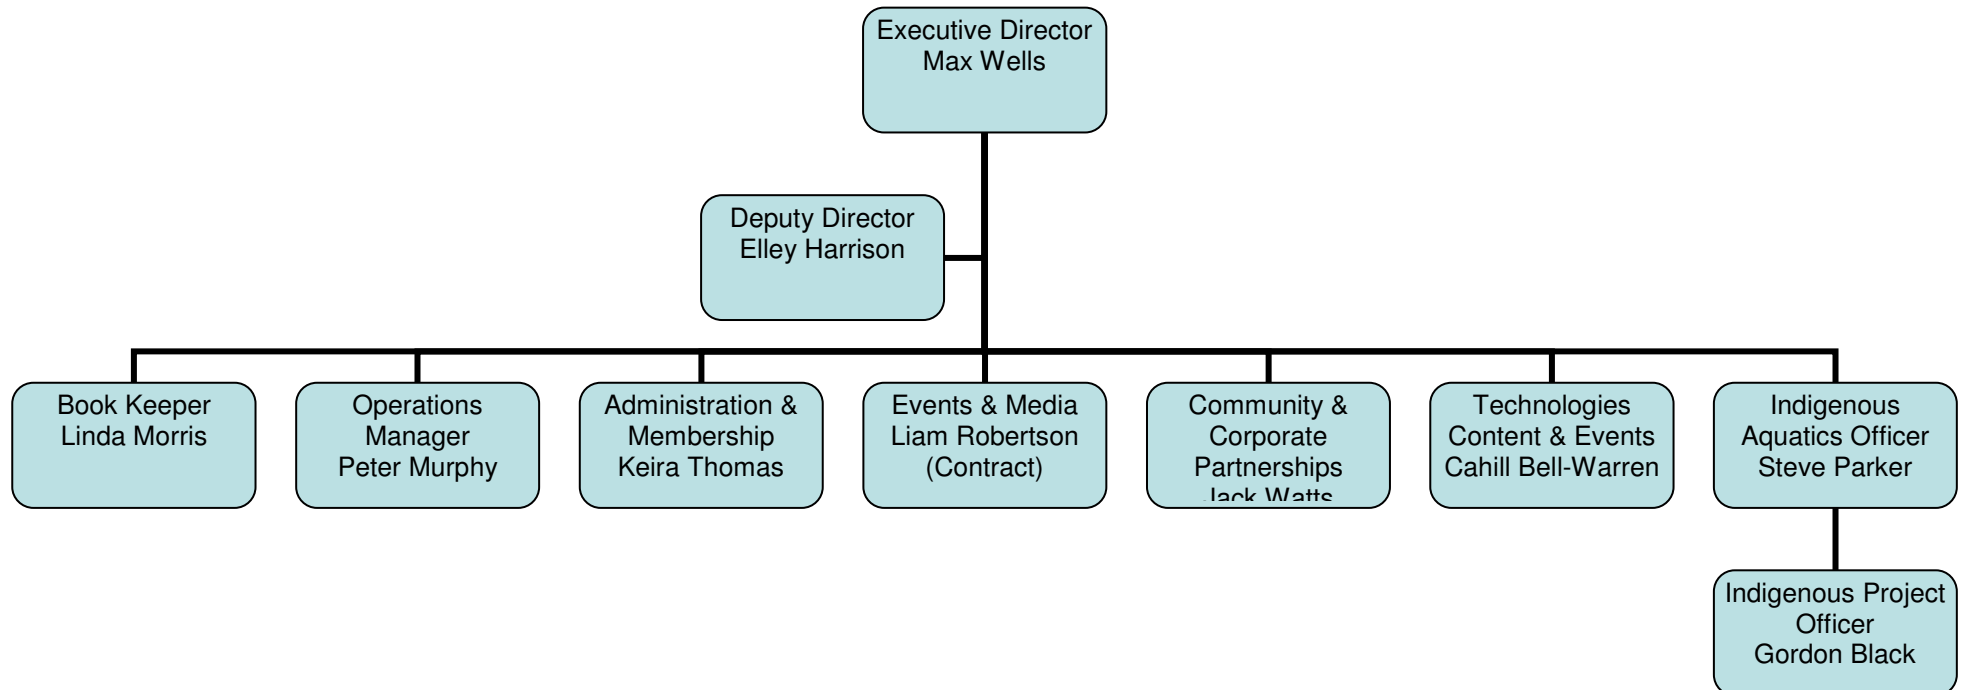 Executive Director
Max Wells
Deputy Director
Elley Harrison
Book Keeper
Linda Morris
Operations
Manager
Peter Murphy
Administration &
Membership
Keira Thomas
Events & Media
Liam Robertson
(Contract)
Community &
Corporate
Partnerships
Jack Watts
Technologies
Content & Events
Cahill Bell-Warren
Indigenous
Aquatics Officer
Steve Parker
Indigenous Project
Officer
Gordon Black